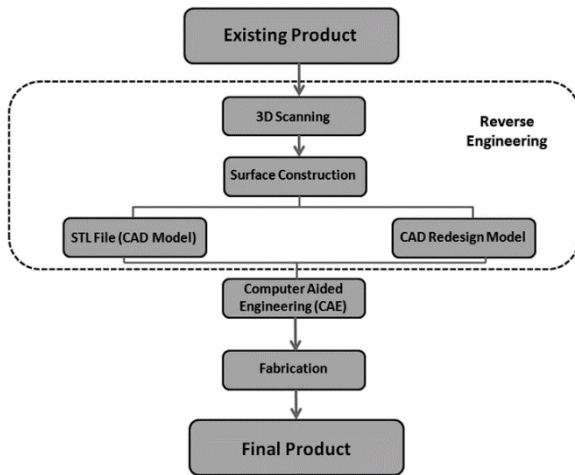 Existing Product
3D Scanning
Reverse
Engineering
Surface Construction
STL File (CAD Model)
CAD Redesign Model
Computer Aided
Engineering (CAE)
Fabrication
Final Product